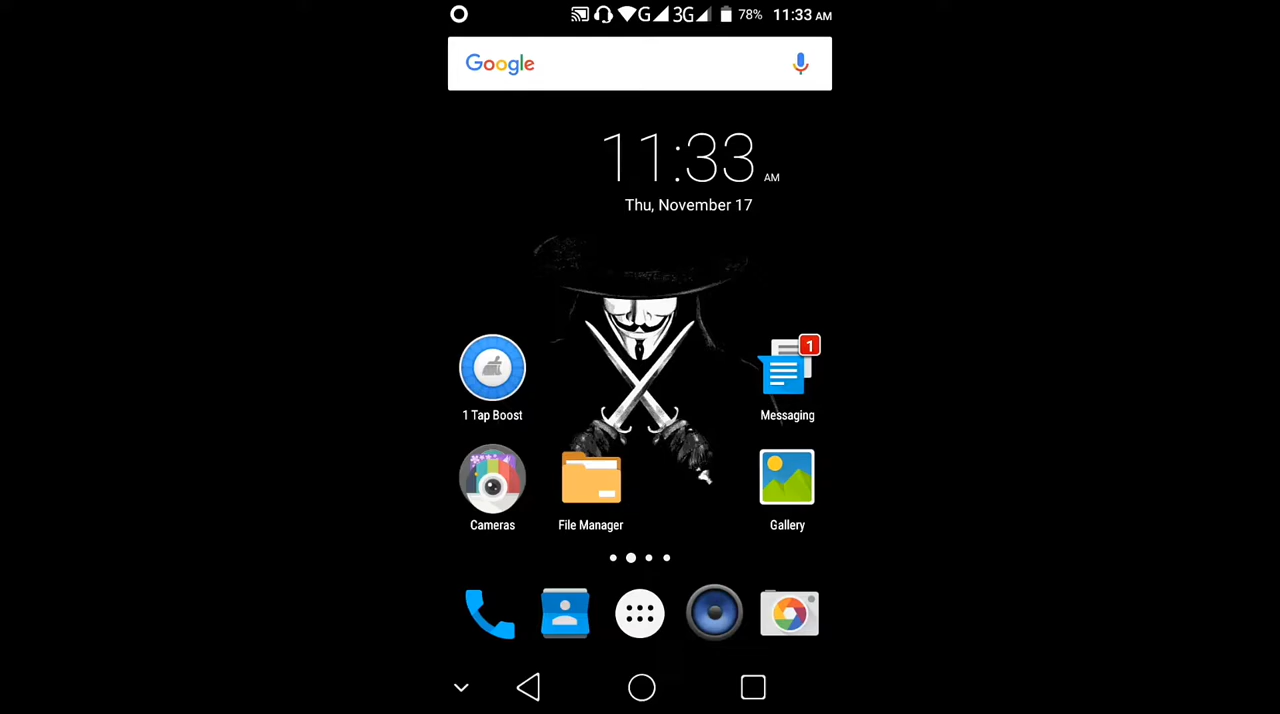 G 3G 78% 11:33 AM
Google
11:33 AM
Thu, November 17
1
1 Tap Boost
Messaging
Cameras
File Manager
Gallery